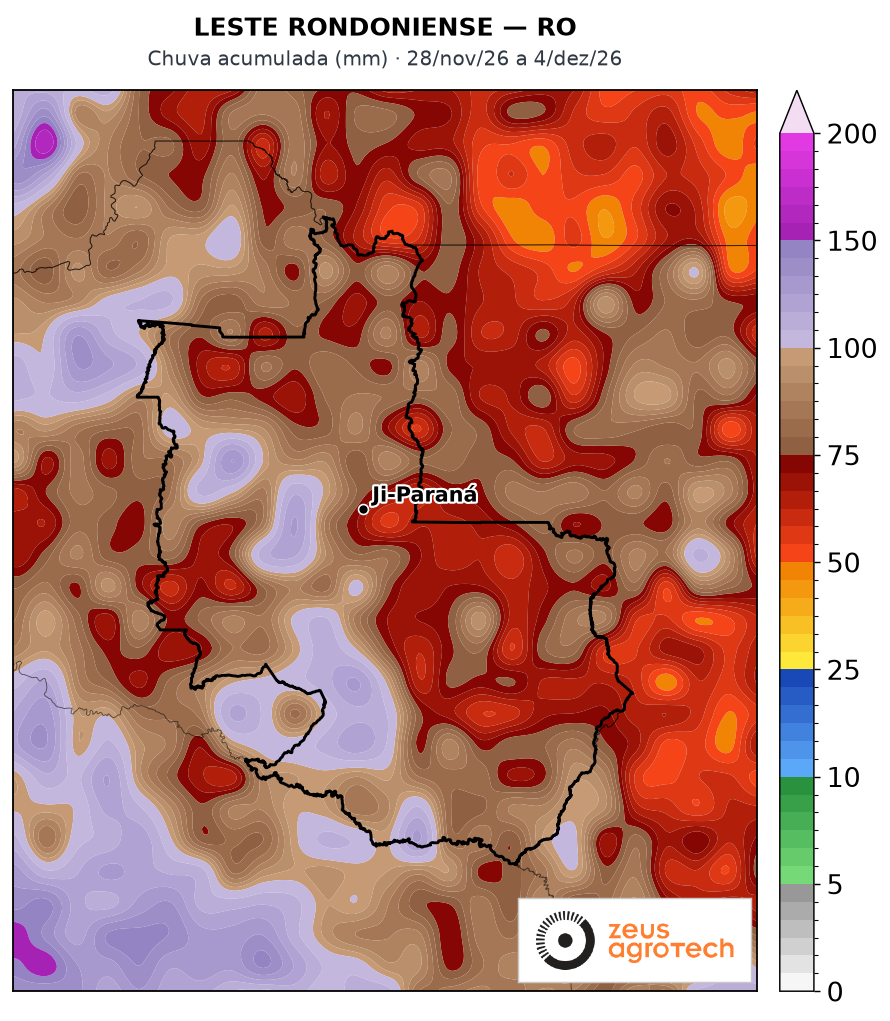 LESTE RONDONIENSE — RO
Chuva acumulada (mm) · 28/nov/26 a 4/dez/26
200
150
100
75
50
25
10
5
0
Ji-Paraná
zeus
agrotech